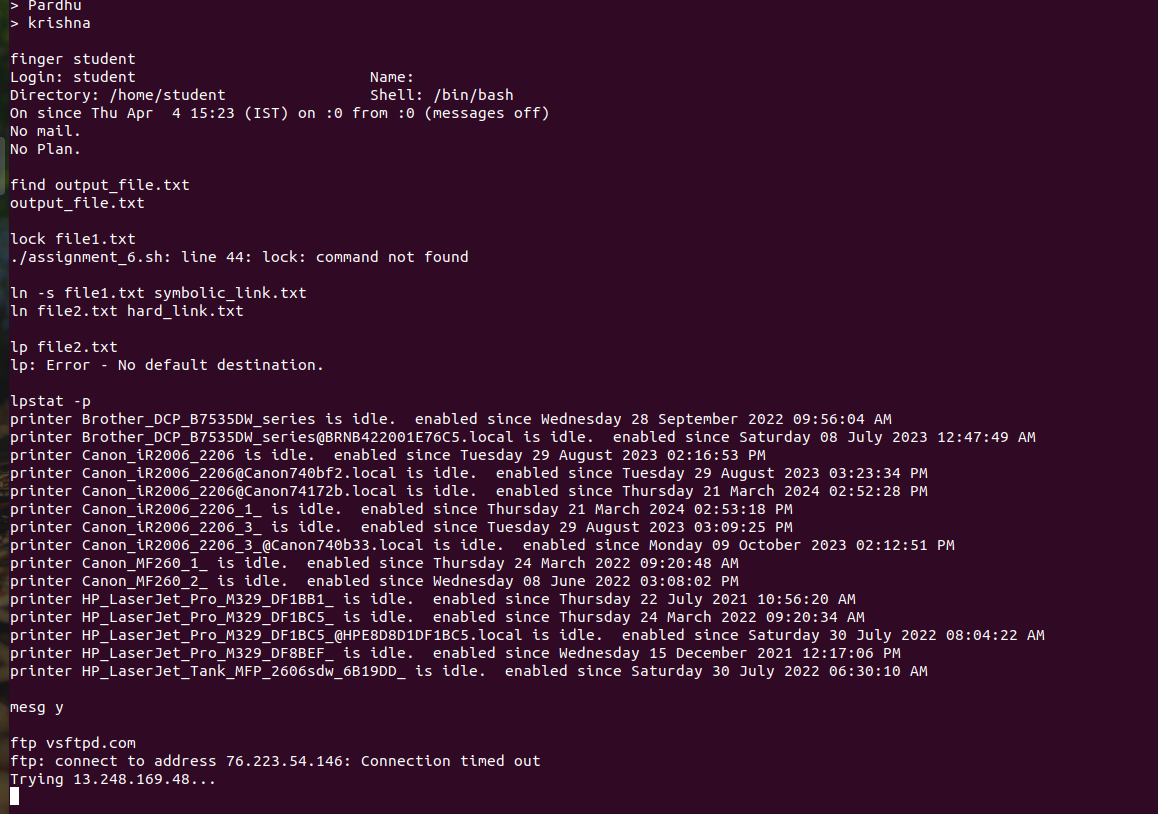 > Pardhu
> krishna
finger student
Login: student Name:
Directory: /home/student Shell: /bin/bash
On since Thu Apr  4 15:23 (IST) on :0 from :0 (messages off)
No mail.
No Plan.
find output_file.txt
output_file.txt
lock file1.txt
./assignment_6.sh: line 44: lock: command not found
ln -s file1.txt symbolic_link.txt
ln file2.txt hard_link.txt
lp file2.txt
lp: Error - No default destination.
lpstat -p
printer Brother_DCP_B7535DW_series is idle.  enabled since Wednesday 28 September 2022 09:56:04 AM
printer Brother_DCP_B7535DW_series@BRNB422001E76C5.local is idle.  enabled since Saturday 08 July 2023 12:47:49 AM
printer Canon_iR2006_2206 is idle.  enabled since Tuesday 29 August 2023 02:16:53 PM
printer Canon_iR2006_2206@Canon740bf2.local is idle.  enabled since Tuesday 29 August 2023 03:23:34 PM
printer Canon_iR2006_2206@Canon74172b.local is idle.  enabled since Thursday 21 March 2024 02:52:28 PM
printer Canon_iR2006_2206_1_ is idle.  enabled since Thursday 21 March 2024 02:53:18 PM
printer Canon_iR2006_2206_3_ is idle.  enabled since Tuesday 29 August 2023 03:09:25 PM
printer Canon_iR2006_2206_3_@Canon740b33.local is idle.  enabled since Monday 09 October 2023 02:12:51 PM
printer Canon_MF260_1_ is idle.  enabled since Thursday 24 March 2022 09:20:48 AM
printer Canon_MF260_2_ is idle.  enabled since Wednesday 08 June 2022 03:08:02 PM
printer HP_LaserJet_Pro_M329_DF1BB1_ is idle.  enabled since Thursday 22 July 2021 10:56:20 AM
printer HP_LaserJet_Pro_M329_DF1BC5_ is idle.  enabled since Thursday 24 March 2022 09:20:34 AM
printer HP_LaserJet_Pro_M329_DF1BC5_@HPE8D8D1DF1BC5.local is idle.  enabled since Saturday 30 July 2022 08:04:22 AM
printer HP_LaserJet_Pro_M329_DF8BEF_ is idle.  enabled since Wednesday 15 December 2021 12:17:06 PM
printer HP_LaserJet_Tank_MFP_2606sdw_6B19DD_ is idle.  enabled since Saturday 30 July 2022 06:30:10 AM
mesg y
ftp vsftpd.com
ftp: connect to address 76.223.54.146: Connection timed out
Trying 13.248.169.48...